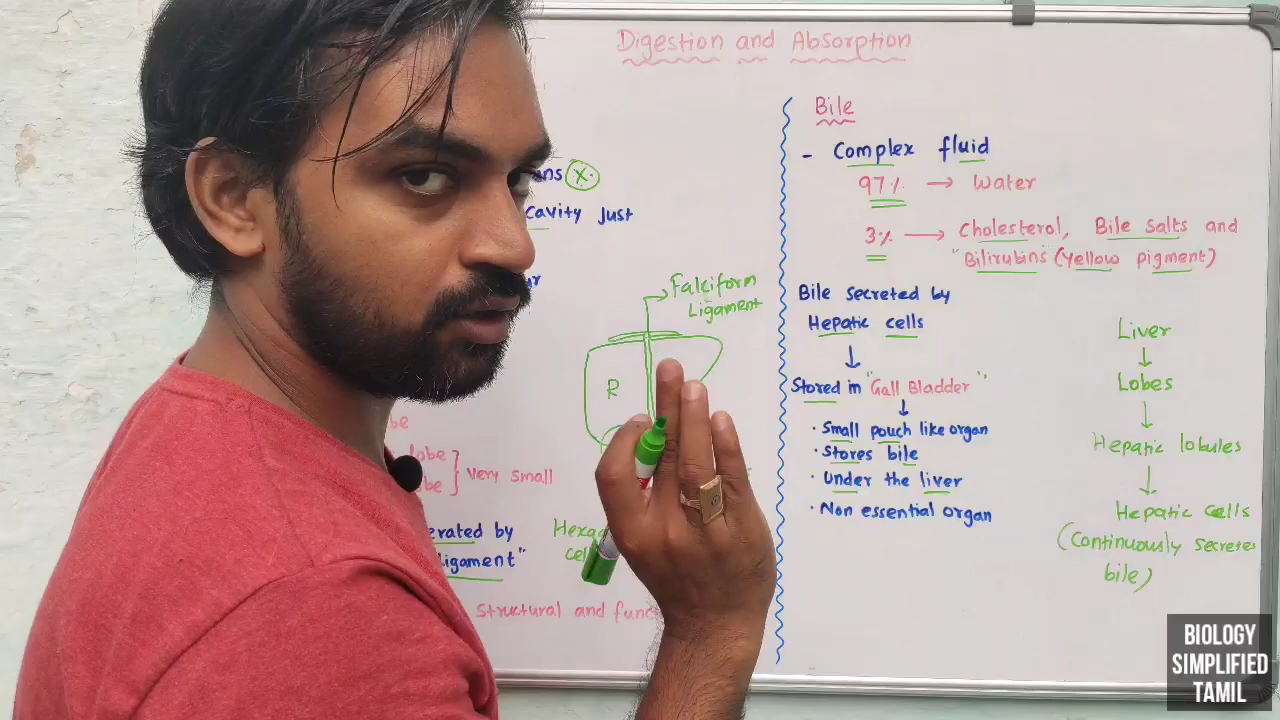 Digestion and Absorption
cavity Just
Falciform
Ligament
R
lobe
Very small
by
ligament"
Structural and
Bile
- Complex fluid
97% → Water
3% → Cholesterol, Bile Salts and
"Bilirubins" (Yellow pigment)
Bile secreted by
Hepatic cells
↓
Stored in "Gall Bladder"
↓
· Small pouch like organ
· Stores bile
· Under the liver
· Non essential organ
Liver
↓
Lobes
↓
Hepatic lobules
↓
Hepatic cells
(Continuously secretes
bile)
BIOLOGY
SIMPLIFIED
TAMIL